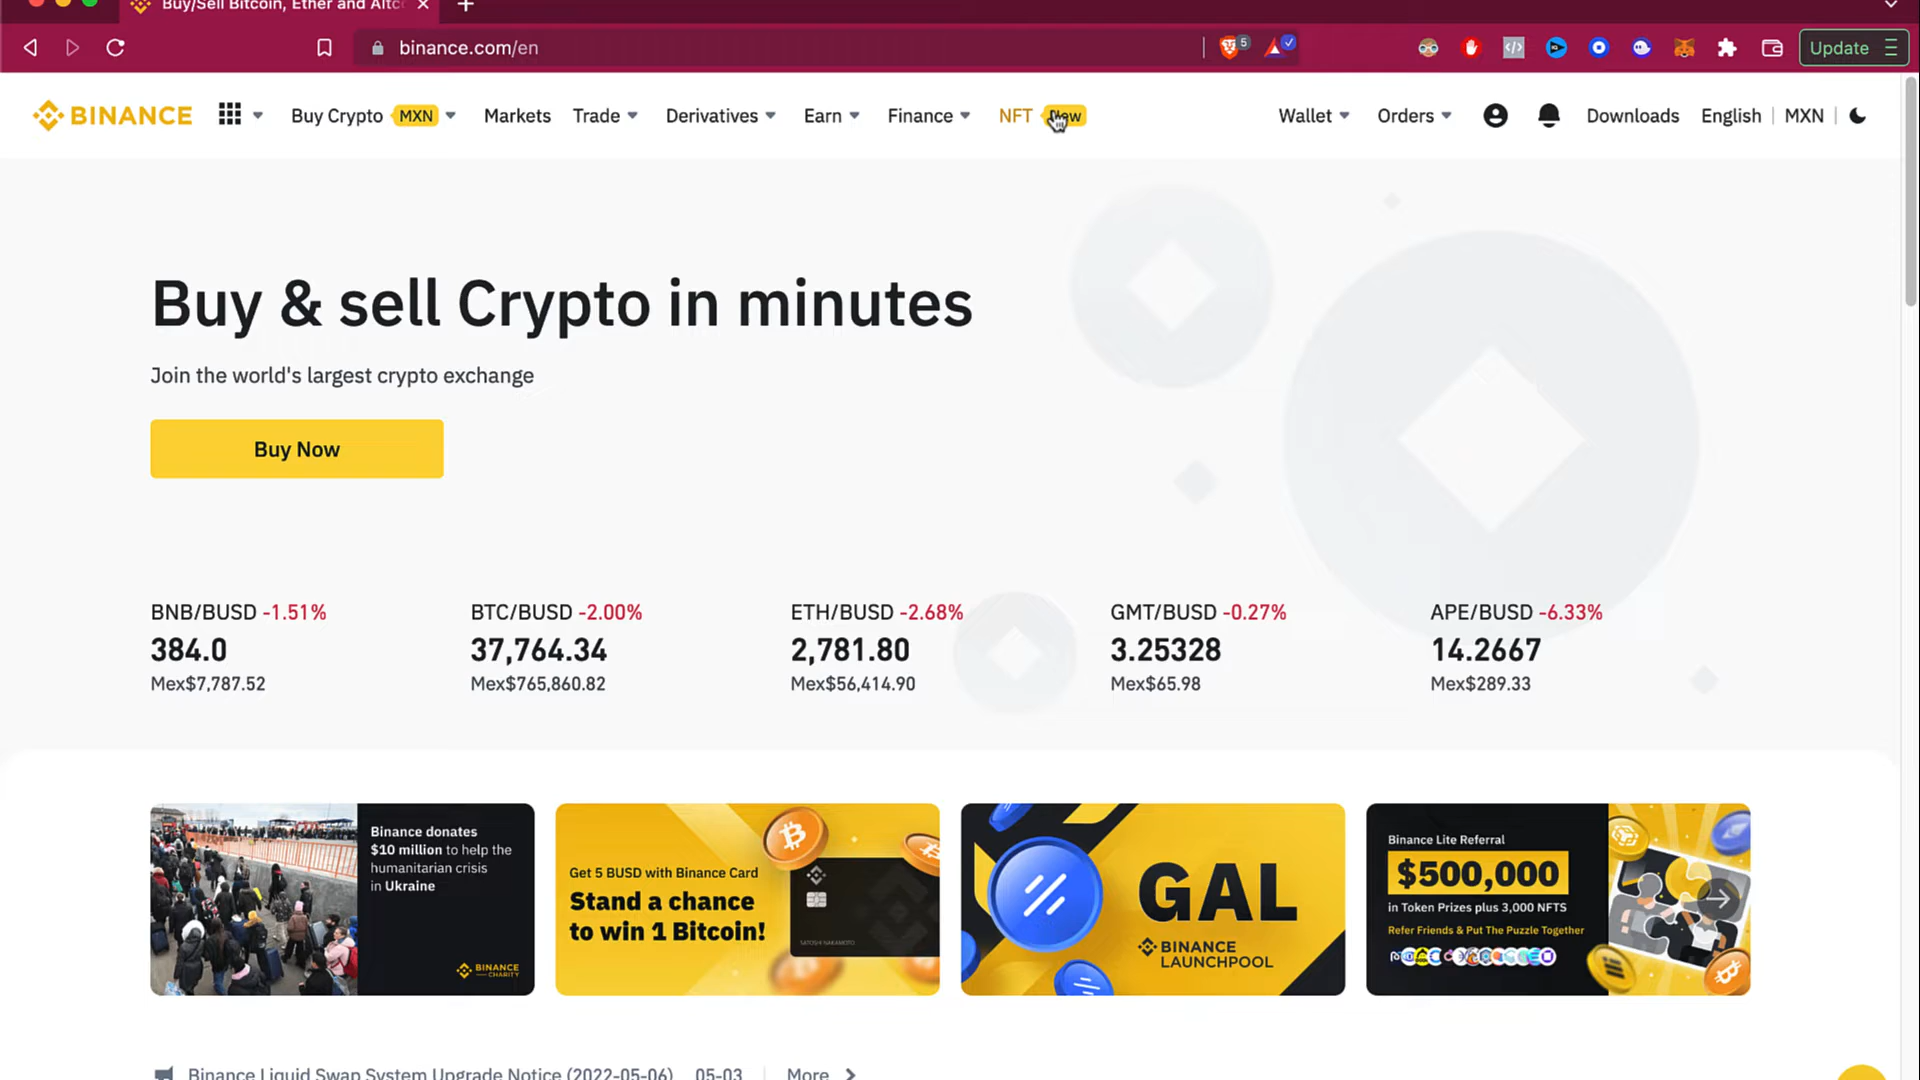 Buy/Sell Bitcoin, Ether and Altc
binance.com/en
5
Update
BINANCE
Buy Crypto MXN
Markets
Trade
Derivatives
Earn
Finance
NFT New
Wallet
Orders
Downloads
English
MXN
Buy & sell Crypto in minutes
Join the world's largest crypto exchange
Buy Now
BNB/BUSD -1.51%
384.0
Mex$7,787.52
BTC/BUSD -2.00%
37,764.34
Mex$765,860.82
ETH/BUSD -2.68%
2,781.80
Mex$56,414.90
GMT/BUSD -0.27%
3.25328
Mex$65.98
APE/BUSD -6.33%
14.2667
Mex$289.33
Binance donates
$10 million to help the
humanitarian crisis
in Ukraine
BINANCE
CHARITY
Get 5 BUSD with Binance Card
Stand a chance
to win 1 Bitcoin!
SATOSHI NAKAMOTO
GAL
BINANCE
LAUNCHPOOL
Binance Lite Referral
$500,000
in Token Prizes plus 3,000 NFTS
Refer Friends & Put The Puzzle Together
Binance Liquid Swap System Upgrade Notice (2022-05-06) 05-03
More